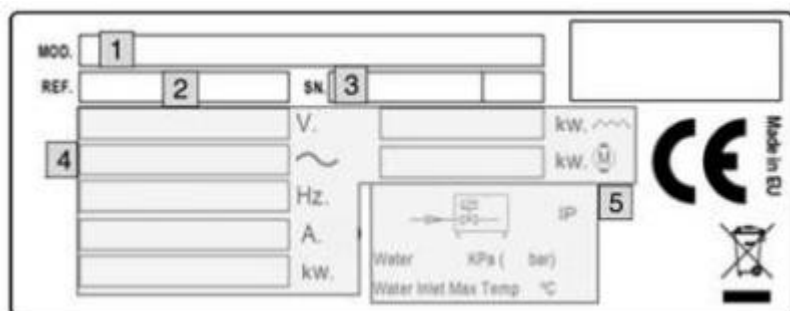 MOD. 1
REF. 2 SN. 3
V. kw.
4 kw. M
Hz.
A.
kw.
5
IP
Water KPa ( bar)
Water Inlet Max Temp ºC
CE
Made in EU